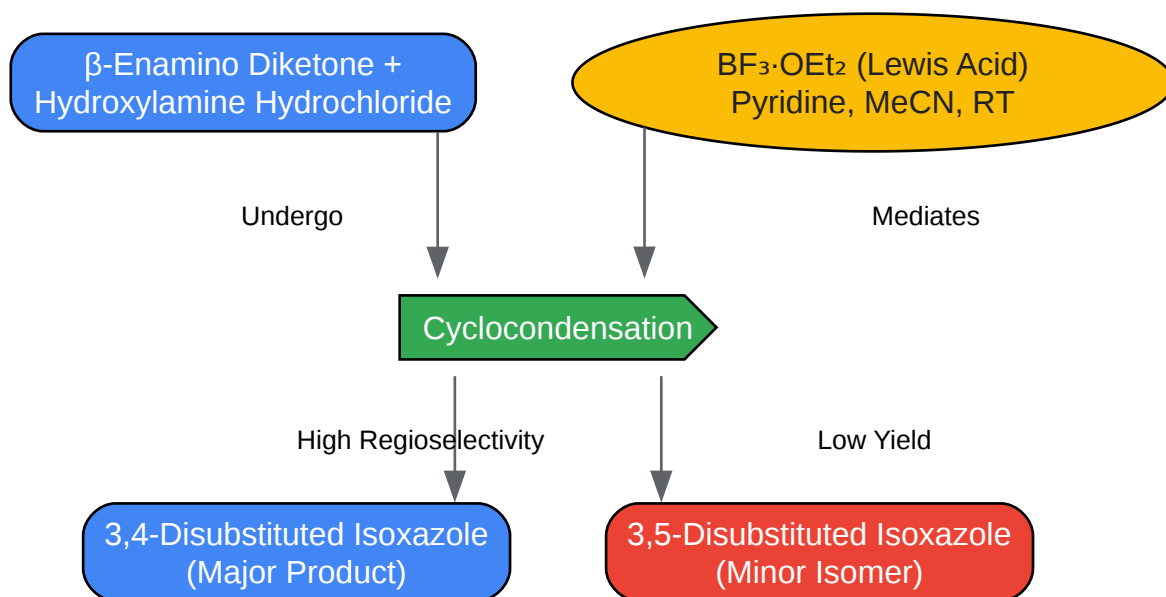 β-Enamino Diketone +
Hydroxylamine Hydrochloride
BF₃·OEt₂ (Lewis Acid)
Pyridine, MeCN, RT
Undergo
Mediates
Cyclocondensation
High Regioselectivity
Low Yield
3,4-Disubstituted Isoxazole
(Major Product)
3,5-Disubstituted Isoxazole
(Minor Isomer)